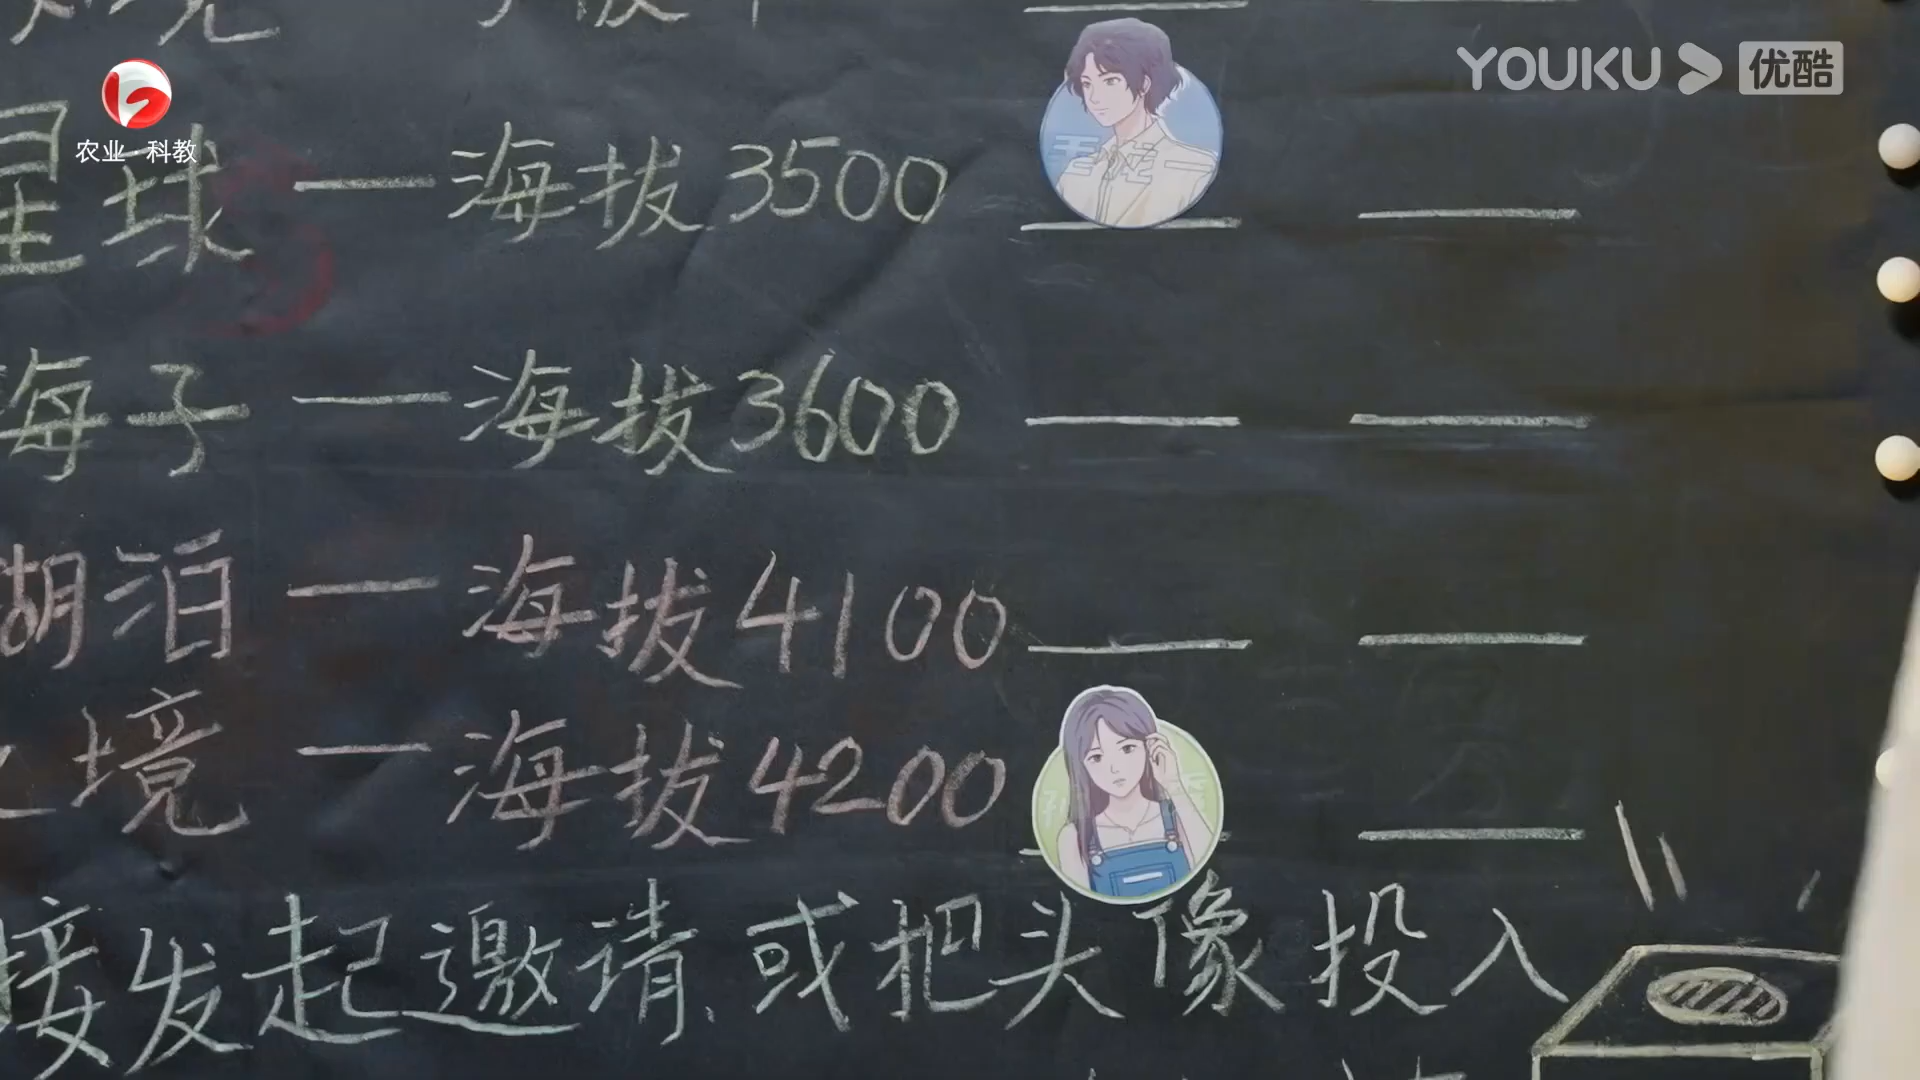 YOUKU 优酷
农业·科教
星球 — 海拔3500
海子 — 海拔3600
湖泊 — 海拔4100
之境 — 海拔4200
接发起邀请、或把头像投入